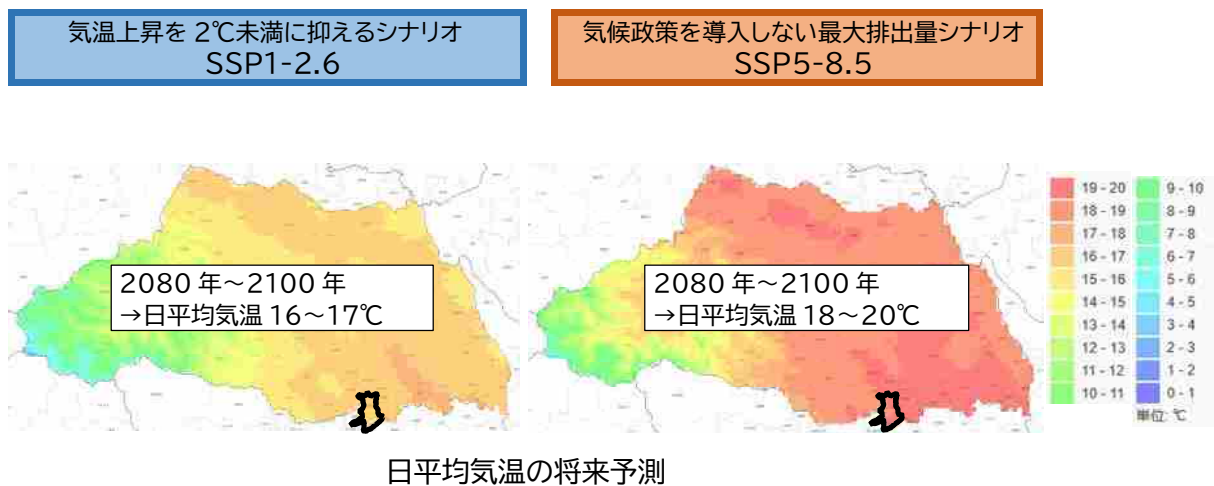 気温上昇を 2℃未満に抑えるシナリオ
SSP1-2.6
気候政策を導入しない最大排出量シナリオ
SSP5-8.5
2080 年～2100 年
→日平均気温 16～17℃
2080 年～2100 年
→日平均気温 18～20℃
19 - 20
18 - 19
17 - 18
16 - 17
15 - 16
14 - 15
13 - 14
12 - 13
11 - 12
10 - 11
9 - 10
8 - 9
7 - 8
6 - 7
5 - 6
4 - 5
3 - 4
2 - 3
1 - 2
0 - 1
単位: ℃
日平均気温の将来予測